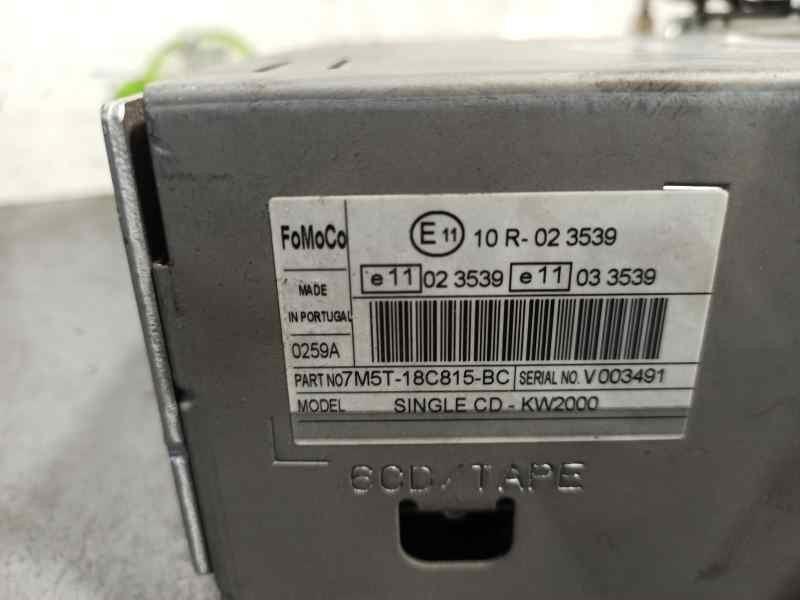 FoMoCo
E 11 10 R- 02 3539
e 11 02 3539 e 11 03 3539
MADE
IN PORTUGAL
0259A
PART NO 7M5T-18C815-BC SERIAL NO. V 003491
MODEL SINGLE CD - KW2000
6CD/TAPE